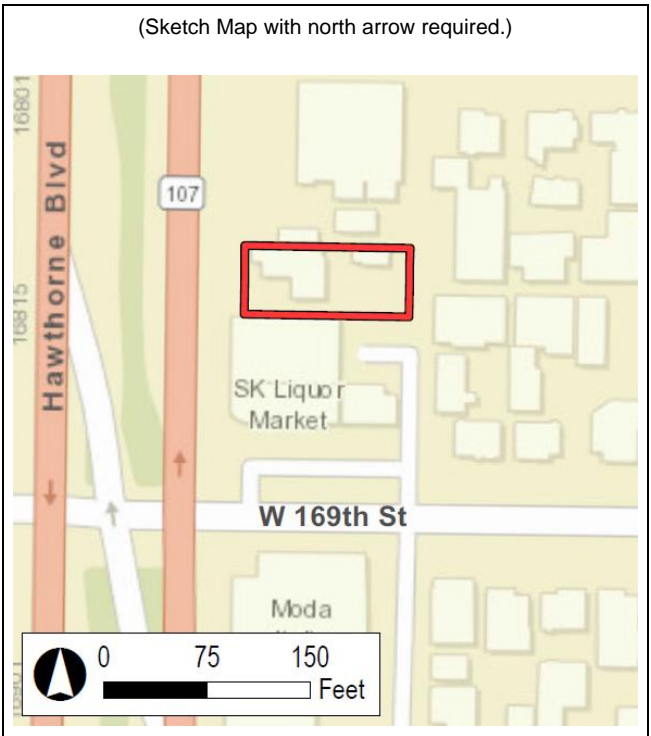 (Sketch Map with north arrow required.)
16801
Hawthorne Blvd
107
16815
SK Liquor
Market
W 169th St
Moda
0 75 150
Feet